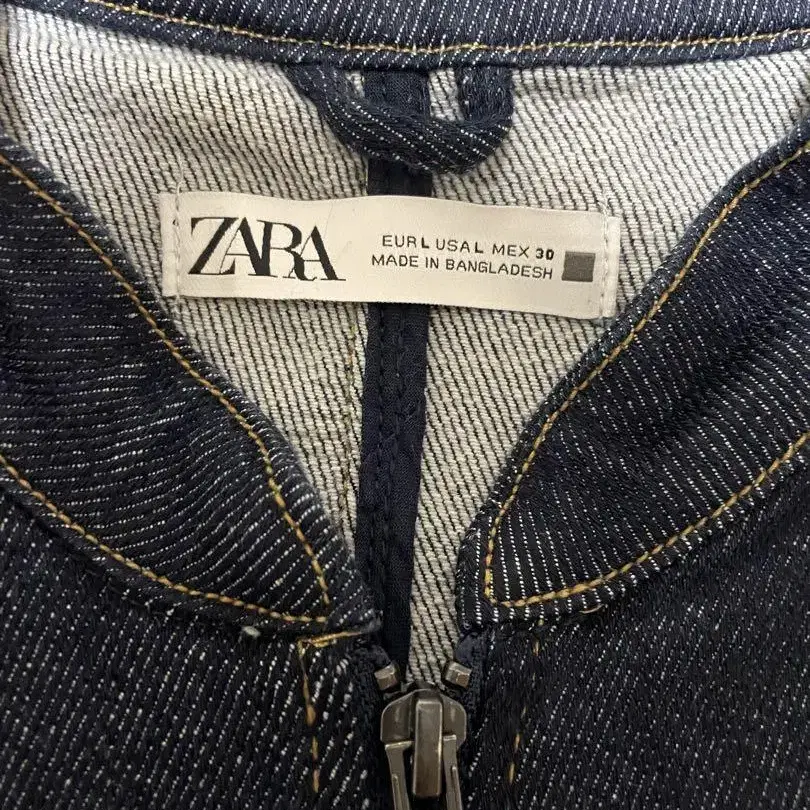 ZARA
EUR L USA L MEX 30
MADE IN BANGLADESH